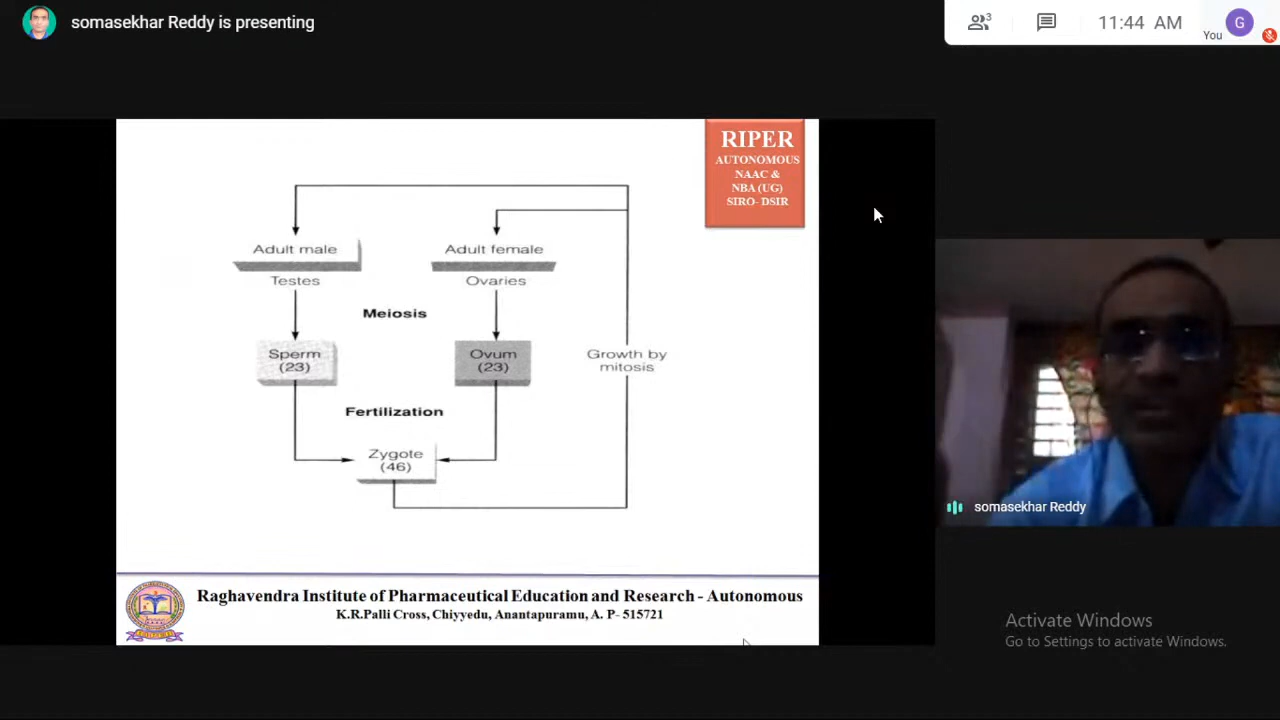 somasekhar Reddy is presenting
3
11:44 AM
You
G
RIPER
AUTONOMOUS
NAAC &
NBA (UG)
SIRO- DSIR
Adult male
Adult female
Testes
Ovaries
Meiosis
Sperm
(23)
Ovum
(23)
Growth by
mitosis
Fertilization
Zygote
(46)
somasekhar Reddy
Raghavendra Institute of Pharmaceutical Education and Research - Autonomous
K.R.Palli Cross, Chiyyedu, Anantapuramu, A. P- 515721
Activate Windows
Go to Settings to activate Windows.